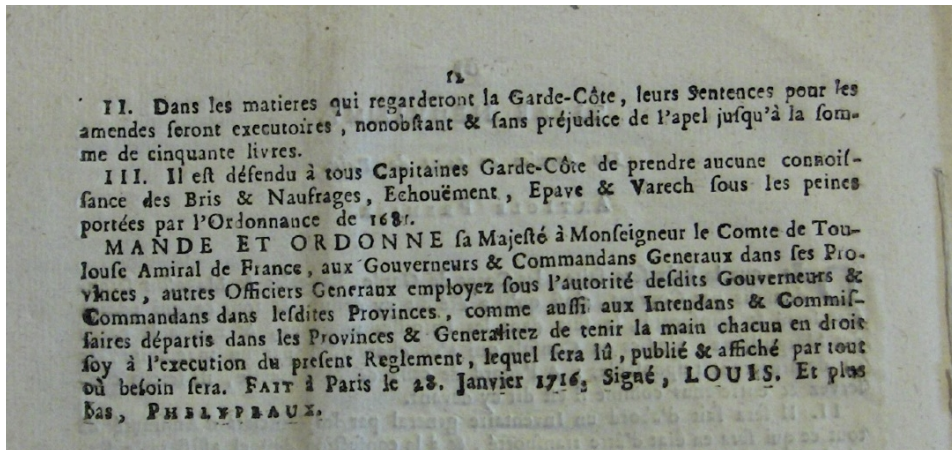 12
II. Dans les matieres qui regarderont la Garde-Côte, leurs Sentences pour les
amendes ſeront executoires, nonobſtant & ſans préjudice de l'apel juſqu'à la ſom-
me de cinquante livres.
III. Il eſt défendu à tous Capitaines Garde-Côte de prendre aucune connoiſ-
ſance des Bris & Naufrages, Echouëment, Epave & Varech ſous les peines
portées par l'Ordonnance de 1681.
MANDE ET ORDONNE ſa Majeſté à Monſeigneur le Comte de Tou-
louſe Amiral de France, aux Gouverneurs & Commandans Generaux dans ſes Pro-
vinces, autres Officiers Generaux employez ſous l'autorité deſdits Gouverneurs &
Commandans dans leſdites Provinces, comme auſſi aux Intendans & Commiſ-
ſaires départis dans les Provinces & Generalitez de tenir la main chacun en droit
ſoy à l'execution du preſent Reglement, lequel ſera lû, publié & affiché par tout
où beſoin ſera. FAIT à Paris le 28. Janvier 1716. Signé, LOUIS. Et plus
bas, PHELYPEAUX.